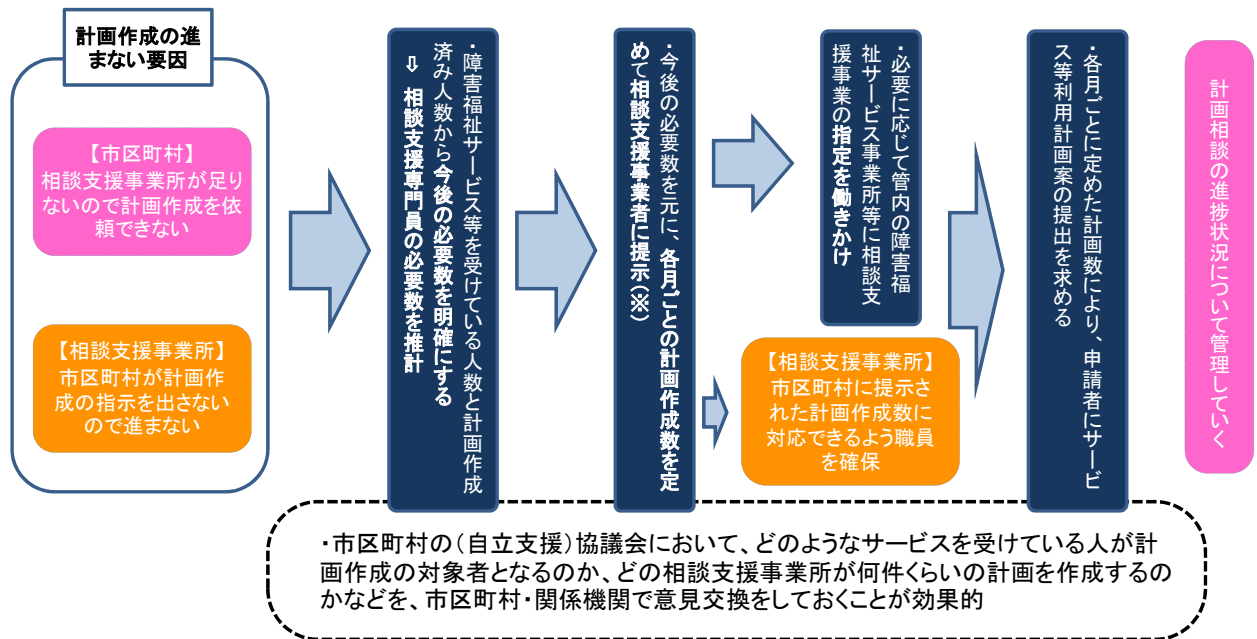 計画作成の進
まない要因
【市区町村】
相談支援事業所が足り
ないので計画作成を依
頼できない
【相談支援事業所】
市区町村が計画作
成の指示を出さない
ので進まない
・障害福祉サービス等を受けている人数と計画作成
済み人数から今後の必要数を明確にする
⇒ 相談支援専門員の必要数を推計
・今後の必要数を元に、各月ごとの計画作成数を定
めて相談支援事業者に提示(※)
・必要に応じて管内の障害福
祉サービス事業所等に相談支
援事業の指定を働きかけ
【相談支援事業所】
市区町村に提示さ
れた計画作成数に
対応できるよう職員
を確保
・各月ごとに定めた計画数により、申請者にサービ
ス等利用計画案の提出を求める
計画相談の進捗状況について管理していく
・市区町村の(自立支援)協議会において、どのようなサービスを受けている人が計
画作成の対象者となるのか、どの相談支援事業所が何件くらいの計画を作成するの
かなどを、市区町村・関係機関で意見交換をしておくことが効果的